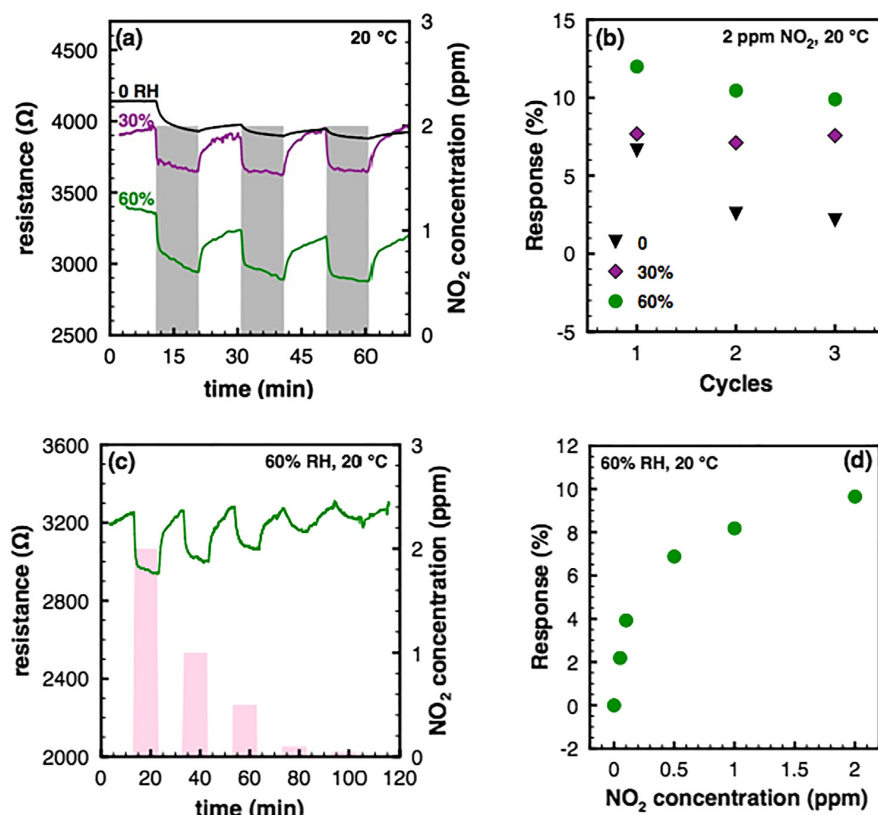 (a)
20 °C
0 RH
30%
60%
4500
4000
3500
3000
2500
resistance (Ω)
3
2
1
0
NO₂ concentration (ppm)
0
15
30
45
60
time (min)
(b)
2 ppm NO₂, 20 °C
15
10
5
0
-5
Response (%)
0
30%
60%
1
2
3
Cycles
(c)
60% RH, 20 °C
3600
3200
2800
2400
2000
resistance (Ω)
3
2
1
0
NO₂ concentration (ppm)
0
20
40
60
80
100
120
time (min)
60% RH, 20 °C
(d)
12
10
8
6
4
2
0
-2
Response (%)
0
0.5
1
1.5
2
NO₂ concentration (ppm)